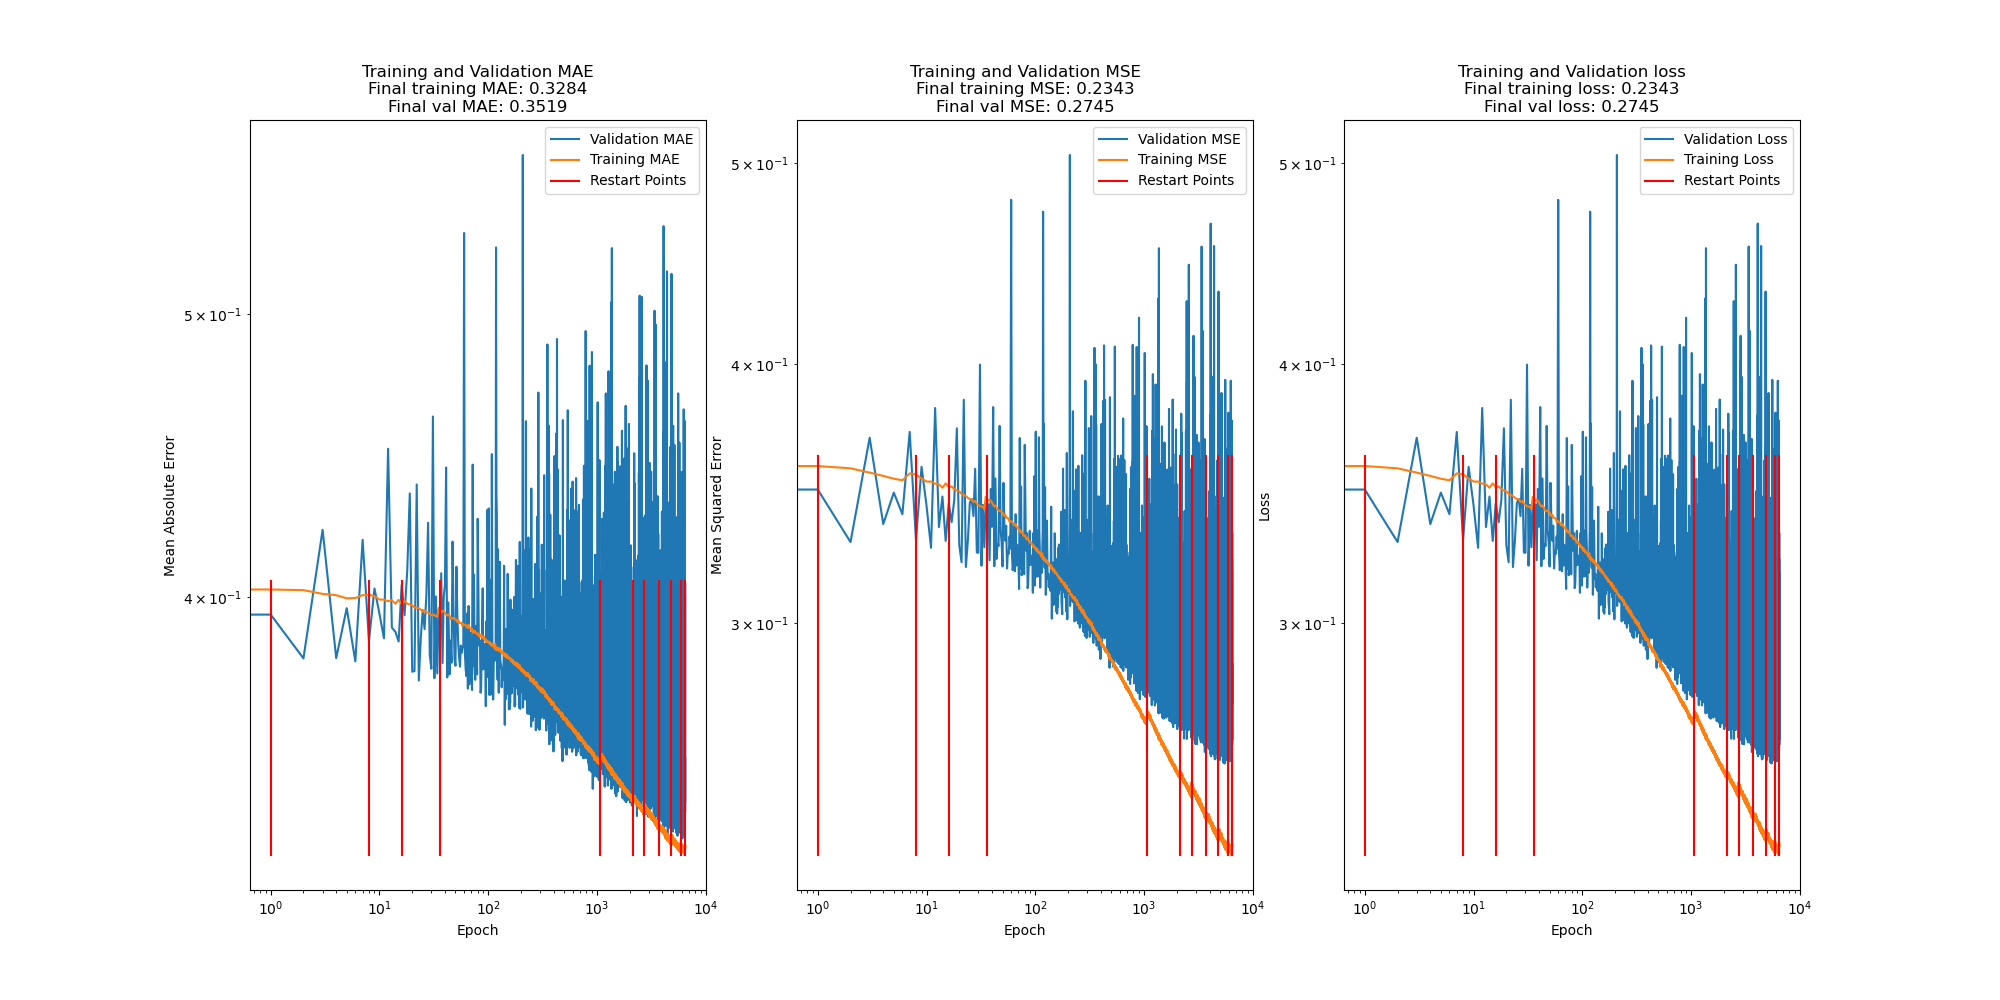 Training and Validation MAE
Final training MAE: 0.3284
Final val MAE: 0.3519
Validation MAE
Training MAE
Restart Points
5 × 10⁻¹
4 × 10⁻¹
Mean Absolute Error
10⁰ 10¹ 10² 10³ 10⁴
Epoch
Training and Validation MSE
Final training MSE: 0.2343
Final val MSE: 0.2745
Validation MSE
Training MSE
Restart Points
5 × 10⁻¹
4 × 10⁻¹
3 × 10⁻¹
Mean Squared Error
10⁰ 10¹ 10² 10³ 10⁴
Epoch
Training and Validation loss
Final training loss: 0.2343
Final val loss: 0.2745
Validation Loss
Training Loss
Restart Points
5 × 10⁻¹
4 × 10⁻¹
3 × 10⁻¹
Loss
10⁰ 10¹ 10² 10³ 10⁴
Epoch